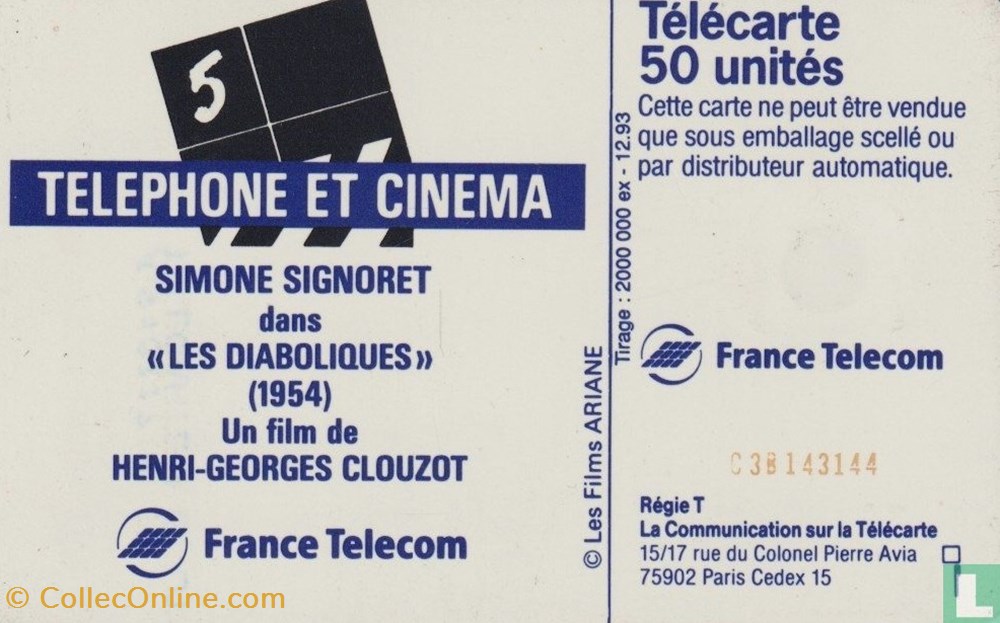 5
TELEPHONE ET CINEMA
SIMONE SIGNORET
dans
«LES DIABOLIQUES»
(1954)
Un film de
HENRI-GEORGES CLOUZOT
France Telecom
© Les Films ARIANE
Tirage : 2000 000 ex - 12.93
Télécarte
50 unités
Cette carte ne peut être vendue
que sous emballage scellé ou
par distributeur automatique.
France Telecom
C3B143144
Régie T
La Communication sur la Télécarte
15/17 rue du Colonel Pierre Avia
75902 Paris Cedex 15
© CollecOnline.com
L